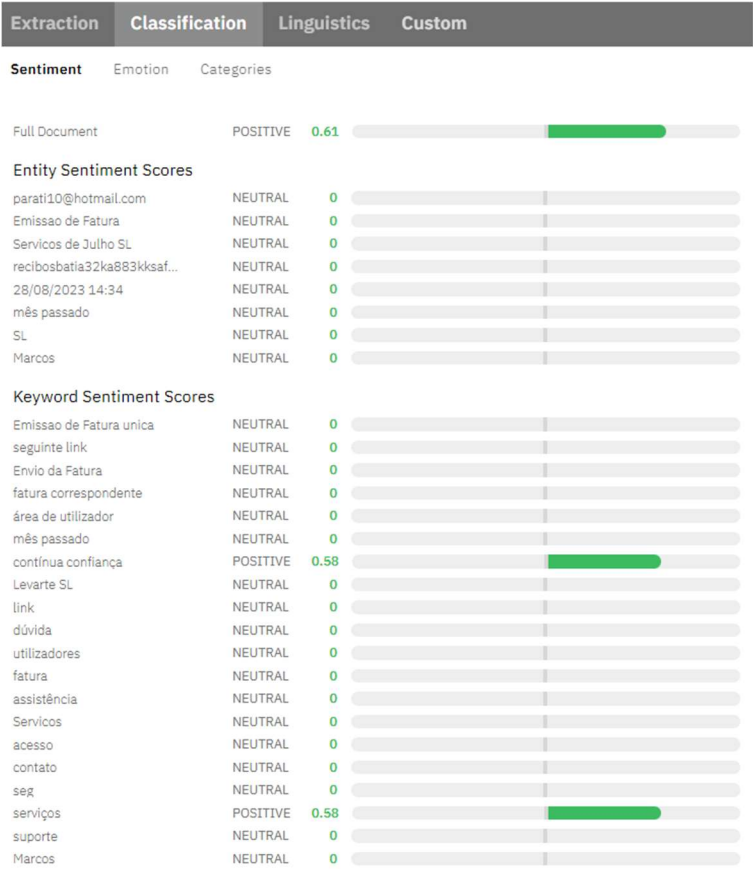 Extraction Classification Linguistics Custom
Sentiment Emotion Categories
Full Document POSITIVE 0.61
Entity Sentiment Scores
parati10@hotmail.com NEUTRAL 0
Emissao de Fatura NEUTRAL 0
Servicos de Julho SL NEUTRAL 0
recibosbatia32ka883kksaf... NEUTRAL 0
28/08/2023 14:34 NEUTRAL 0
mês passado NEUTRAL 0
SL NEUTRAL 0
Marcos NEUTRAL 0
Keyword Sentiment Scores
Emissao de Fatura unica NEUTRAL 0
seguinte link NEUTRAL 0
Envio da Fatura NEUTRAL 0
fatura correspondente NEUTRAL 0
área de utilizador NEUTRAL 0
mês passado NEUTRAL 0
contínua confiança POSITIVE 0.58
Levarte SL NEUTRAL 0
link NEUTRAL 0
dúvida NEUTRAL 0
utilizadores NEUTRAL 0
fatura NEUTRAL 0
assistência NEUTRAL 0
Servicos NEUTRAL 0
acesso NEUTRAL 0
contato NEUTRAL 0
seg NEUTRAL 0
serviços POSITIVE 0.58
suporte NEUTRAL 0
Marcos NEUTRAL 0